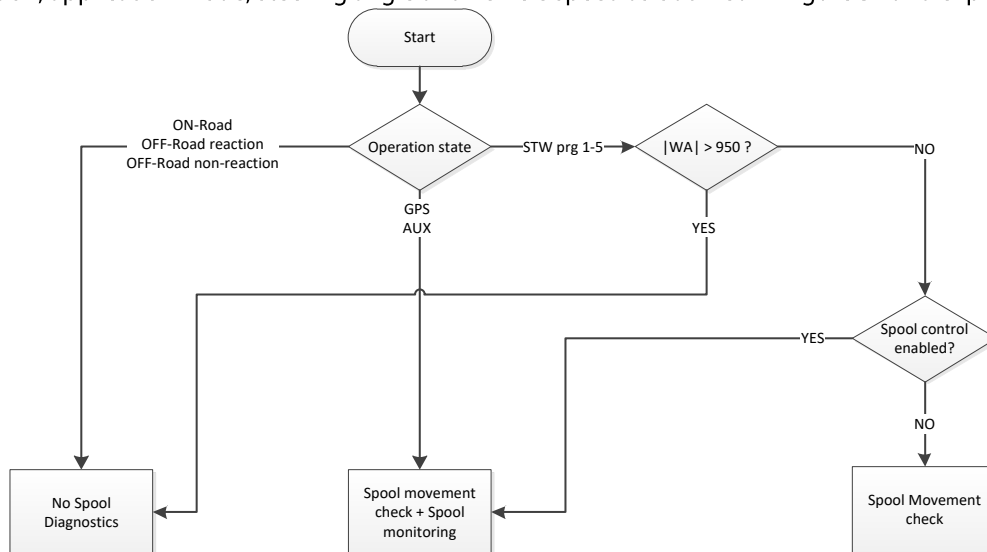 Start
ON-Road
OFF-Road reaction
OFF-Road non-reaction
Operation state
STW prg 1-5
|WA| > 950 ?
NO
GPS
AUX
YES
Spool control
enabled?
YES
NO
No Spool
Diagnostics
Spool movement
check + Spool
monitoring
Spool Movement
check